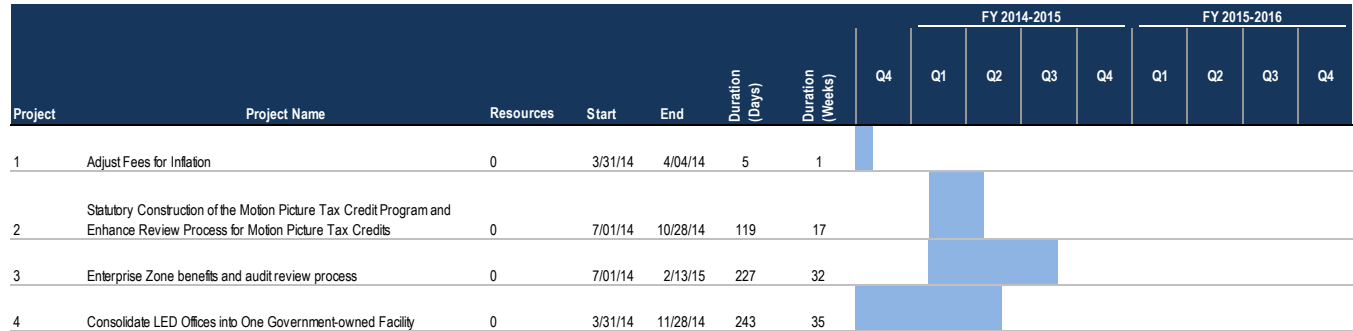 FY 2014-2015 FY 2015-2016
Project Project Name Resources Start End Duration (Days) Duration (Weeks) Q4 Q1 Q2 Q3 Q4 Q1 Q2 Q3 Q4
1 Adjust Fees for Inflation 0 3/31/14 4/04/14 5 1
Statutory Construction of the Motion Picture Tax Credit Program and
2 Enhance Review Process for Motion Picture Tax Credits 0 7/01/14 10/28/14 119 17
3 Enterprise Zone benefits and audit review process 0 7/01/14 2/13/15 227 32
4 Consolidate LED Offices into One Government-owned Facility 0 3/31/14 11/28/14 243 35